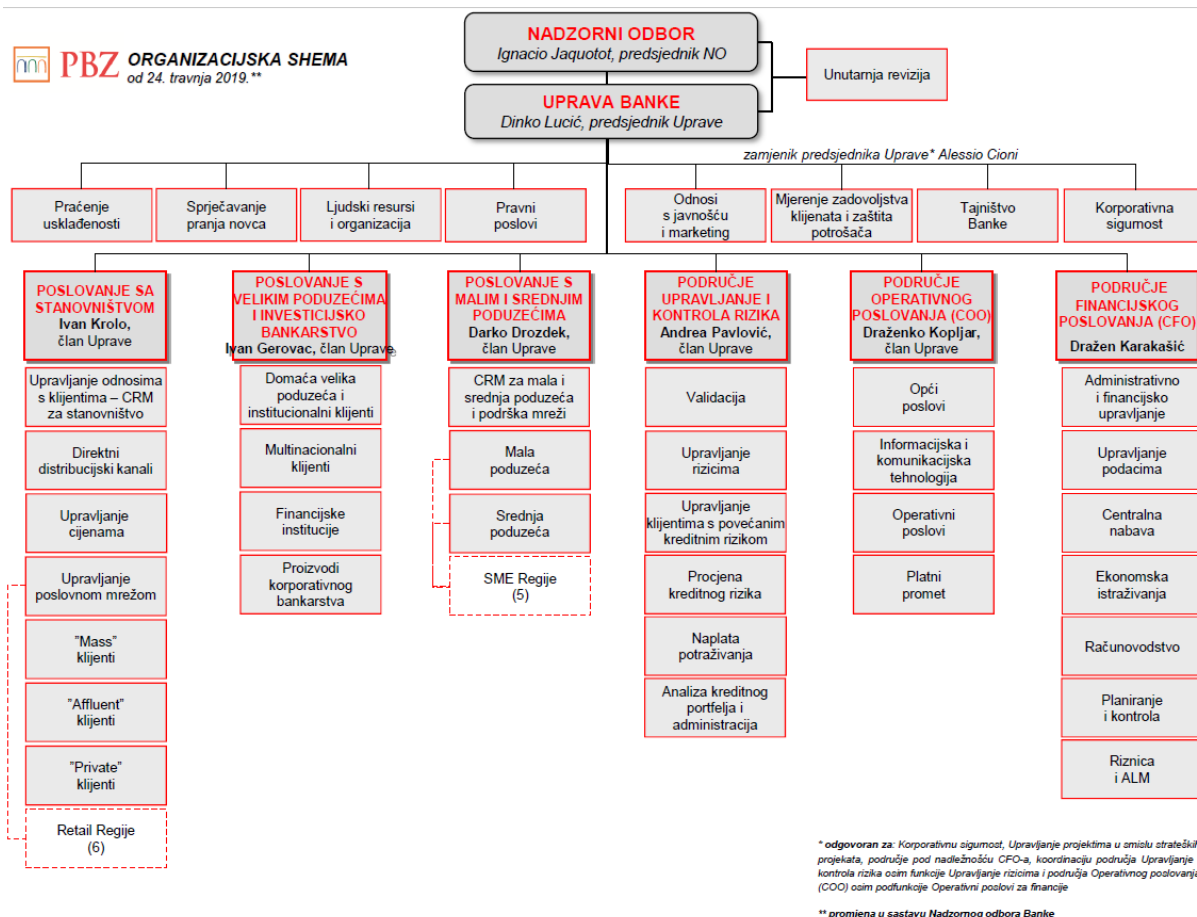 PBZ ORGANIZACIJSKA SHEMA
od 24. travnja 2019.**
NADZORNI ODBOR
Ignacio Jaquotot, predsjednik NO
UPRAVA BANKE
Dinko Lucić, predsjednik Uprave
Unutarnja revizija
zamjenik predsjednika Uprave* Alessio Cioni
Praćenje
usklađenosti
Sprječavanje
pranja novca
Ljudski resursi
i organizacija
Pravni
poslovi
Odnosi
s javnošću
i marketing
Mjerenje zadovoljstva
klijenata i zaštita
potrošača
Tajništvo
Banke
Korporativna
sigurnost
POSLOVANJE SA
STANOVNIŠTVOM
Ivan Krolo,
član Uprave
Upravljanje odnosima
s klijentima – CRM
za stanovništvo
Direktni
distribucijski kanali
Upravljanje
cijenama
Upravljanje
poslovnom mrežom
"Mass"
klijenti
"Affluent"
klijenti
"Private"
klijenti
Retail Regije
(6)
POSLOVANJE S
VELIKIM PODUZEĆIMA
I INVESTICIJSKO
BANKARSTVO
Ivan Gerovac, član Uprave
Domaća velika
poduzeća i
institucionalni klijenti
Multinacionalni
klijenti
Financijske
institucije
Proizvodi
korporativnog
bankarstva
POSLOVANJE S
MALIM I SREDNJIM
PODUZEĆIMA
Darko Drozdek,
član Uprave
CRM za mala i
srednja poduzeća
i podrška mreži
Mala
poduzeća
Srednja
poduzeća
SME Regije
(5)
PODRUČJE
UPRAVLJANJE I
KONTROLA RIZIKA
Andrea Pavlović,
član Uprave
Validacija
Upravljanje
rizicima
Upravljanje
klijentima s povećanim
kreditnim rizikom
Procjena
kreditnog rizika
Naplata
potraživanja
Analiza kreditnog
portfelja i
administracija
PODRUČJE
OPERATIVNOG
POSLOVANJA (COO)
Draženko Kopljar,
član Uprave
Opći
poslovi
Informacijska i
komunikacijska
tehnologija
Operativni
poslovi
Platni
promet
PODRUČJE
FINANCIJSKOG
POSLOVANJA (CFO)
Dražen Karakašić
Administrativno
i financijsko
upravljanje
Upravljanje
podacima
Centralna
nabava
Ekonomska
istraživanja
Računovodstvo
Planiranje
i kontrola
Riznica
i ALM
* odgovoran za: Korporativnu sigurnost, Upravljanje projektima u smislu strateških
projekata, područje pod nadležnošću CFO-a, koordinaciju područja Upravljanje
kontrola rizika osim funkcije Upravljanje rizicima i područja Operativnog poslovanja
(COO) osim podfunkcije Operativni poslovi za financije
** promjena u sastavu Nadzornog odbora Banke